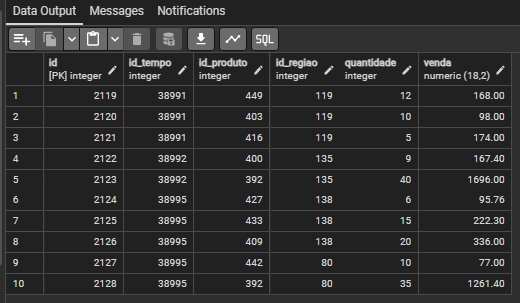 Data Output Messages Notifications
SQL
id id_tempo id_produto id_regiao quantidade venda
[PK] integer integer integer integer integer numeric (18,2)
1 2119 38991 449 119 12 168.00
2 2120 38991 403 119 10 98.00
3 2121 38991 416 119 5 174.00
4 2122 38992 400 135 9 167.40
5 2123 38992 392 135 40 1696.00
6 2124 38995 427 138 6 95.76
7 2125 38995 433 138 15 222.30
8 2126 38995 409 138 20 336.00
9 2127 38995 442 80 10 77.00
10 2128 38995 392 80 35 1261.40